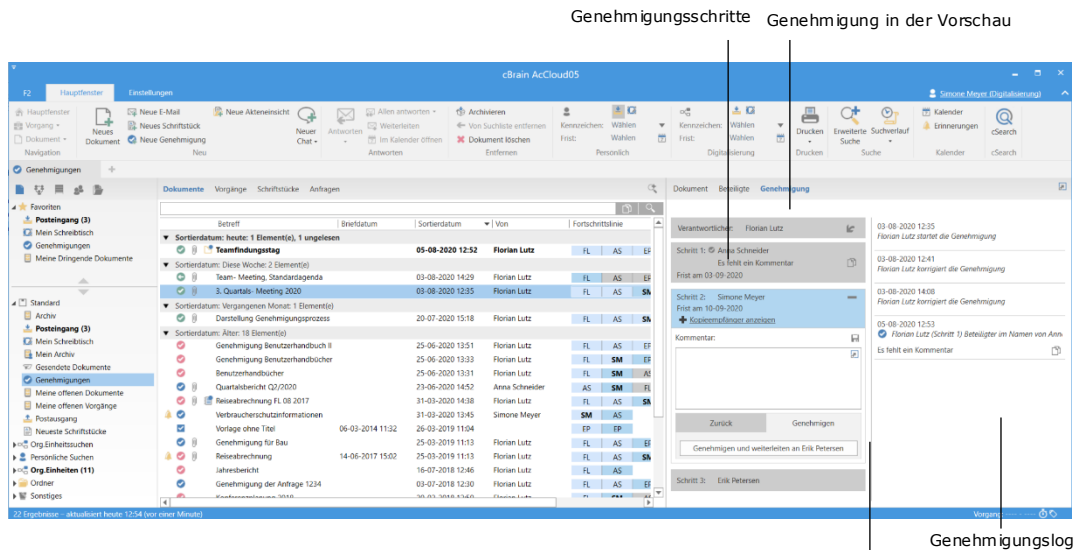 Genehmigungsschritte
Genehmigung in der Vorschau
cBrain AcCloud05
F2 Hauptfenster Einstellungen
Simone Meyer (Digitalisierung)
Hauptfenster
Vorgang
Dokument
Navigation
Neues Dokument
Neue E-Mail
Neues Schriftstück
Neue Genehmigung
Neue Akteneinsicht
Neuer Chat
Neu
Antworten
Allen antworten
Weiterleiten
Im Kalender öffnen
Antworten
Archivieren
Von Suchliste entfernen
Dokument löschen
Entfernen
Kennzeichen: Wählen
Frist: Wählen
Persönlich
Kennzeichen: Wählen
Frist: Wählen
Digitalisierung
Drucken
Drucken
Erweiterte Suche
Suchverlauf
Suche
Kalender
Erinnerungen
Kalender
cSearch
cSearch
Genehmigungen
Favoriten
Posteingang (3)
Mein Schreibtisch
Genehmigungen
Meine Dringende Dokumente
Standard
Archiv
Posteingang (3)
Mein Schreibtisch
Mein Archiv
Gesendete Dokumente
Genehmigungen
Meine offenen Dokumente
Meine offenen Vorgänge
Postausgang
Neueste Schriftstücke
Org.Einheitssuchen
Persönliche Suchen
Org.Einheiten (11)
Ordner
Sonstiges
Dokumente Vorgänge Schriftstücke Anfragen
Betreff Briefdatum Sortierdatum Von Fortschrittslinie
Sortierdatum: heute: 1 Element(e), 1 ungelesen
Teamfindungsstag 05-08-2020 12:52 Florian Lutz FL AS EP
Sortierdatum: Diese Woche: 2 Element(e)
Team- Meeting, Standardagenda 03-08-2020 14:29 Florian Lutz FL AS EP
3. Quartals- Meeting 2020 03-08-2020 12:35 Florian Lutz FL AS SM
Sortierdatum: Vergangenen Monat: 1 Element(e)
Darstellung Genehmigungsprozess 20-07-2020 15:18 Florian Lutz FL AS SM
Sortierdatum: Älter: 18 Element(e)
Genehmigung Benutzerhandbuch II 25-06-2020 13:51 Florian Lutz FL AS EF
Genehmigung Benutzerhandbücher 25-06-2020 13:33 Florian Lutz FL SM EF
Benutzerhandbücher 25-06-2020 13:31 Florian Lutz FL SM AS
Quartalsbericht Q2/2020 23-06-2020 14:52 Anna Schneider AS SM FL
Reiseabrechnung FL 08 2017 31-03-2020 14:38 Florian Lutz FL AS SM
Verbraucherschutzinformationen 31-03-2020 13:45 Simone Meyer SM AS
Vorlage ohne Titel 06-03-2014 11:32 26-03-2019 11:04 EP EP
Genehmigung für Bau 25-03-2019 11:13 Florian Lutz FL AS EF
Reiseabrechnung 14-06-2017 15:02 25-03-2019 11:13 Florian Lutz FL AS SM
Jahresbericht 16-07-2018 12:46 Florian Lutz FL AS
Genehmigung der Anfrage 1234 03-07-2018 12:30 Florian Lutz FL AS EF
Dokument Beteiligte Genehmigung
Verantwortlicher: Florian Lutz
Schritt 1: Anna Schneider
Es fehlt ein Kommentar
Frist am 03-09-2020
Schritt 2: Simone Meyer
Frist am 10-09-2020
Kopieempfänger anzeigen
Kommentar:
Zurück Genehmigen
Genehmigen und weiterleiten an Erik Petersen
Schritt 3: Erik Petersen
03-08-2020 12:35
Florian Lutz startet die Genehmigung
03-08-2020 12:41
Florian Lutz korrigiert die Genehmigung
03-08-2020 14:08
Florian Lutz korrigiert die Genehmigung
05-08-2020 12:53
Florian Lutz (Schritt 1) Beteiligter im Namen von Ann
Es fehlt ein Kommentar
22 Ergebnisse – aktualisiert heute 12:54 (vor einer Minute)
Vorgang: ---- - ----
Genehmigungslog